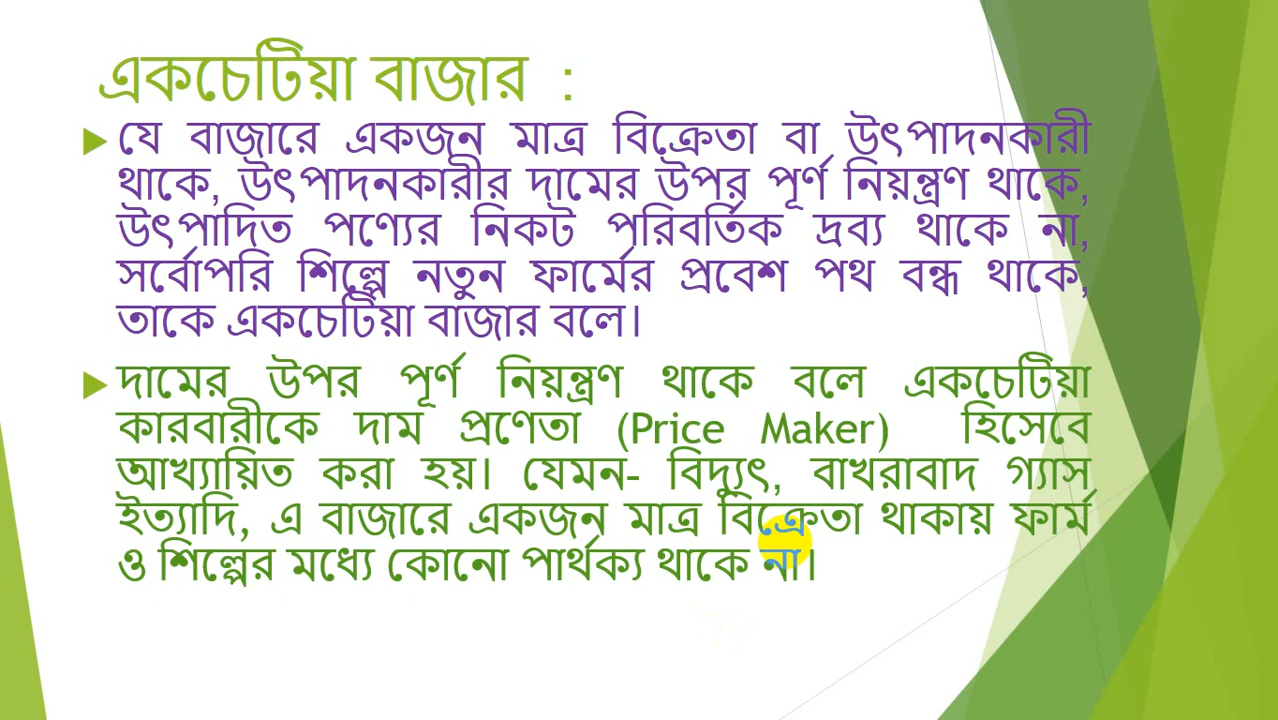 একচেটিয়া বাজার :
যে বাজারে একজন মাত্র বিক্রেতা বা উৎপাদনকারী
থাকে, উৎপাদনকারীর দামের উপর পূর্ণ নিয়ন্ত্রণ থাকে,
উৎপাদিত পণ্যের নিকট পরিবর্তিক দ্রব্য থাকে না,
সর্বোপরি শিল্পে নতুন ফার্মের প্রবেশ পথ বন্ধ থাকে,
তাকে একচেটিয়া বাজার বলে।
দামের উপর পূর্ণ নিয়ন্ত্রণ থাকে বলে একচেটিয়া
কারবারীকে দাম প্রণেতা (Price Maker) হিসেবে
আখ্যায়িত করা হয়। যেমন- বিদ্যুৎ, বাখরাবাদ গ্যাস
ইত্যাদি, এ বাজারে একজন মাত্র বিক্রেতা থাকায় ফার্ম
ও শিল্পের মধ্যে কোনো পার্থক্য থাকে না।